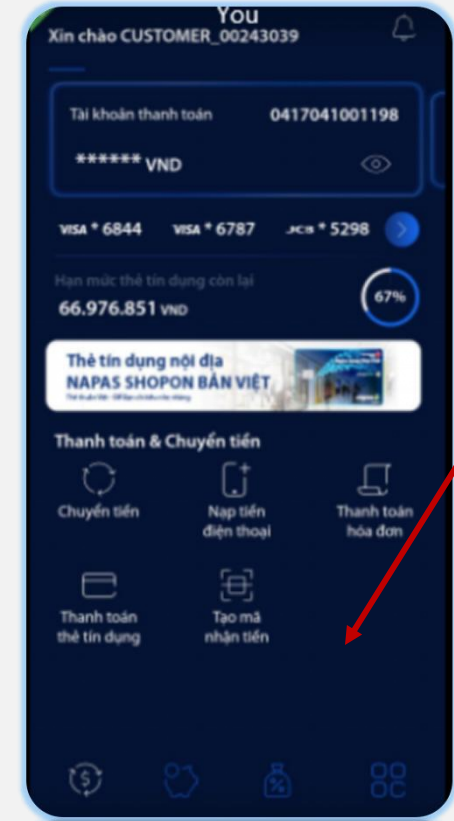 You
Xin chào CUSTOMER_00243039
Tài khoản thanh toán 0417041001198
****** VND
VISA * 6844 VISA * 6787 JCB * 5298
Hạn mức thẻ tín dụng còn lại
66.976.851 VND
67%
Thẻ tín dụng nội địa
NAPAS SHOPON BẢN VIỆT
Thanh toán & Chuyển tiền
Chuyển tiền
Nạp tiền
điện thoại
Thanh toán
hóa đơn
Thanh toán
thẻ tín dụng
Tạo mã
nhận tiền